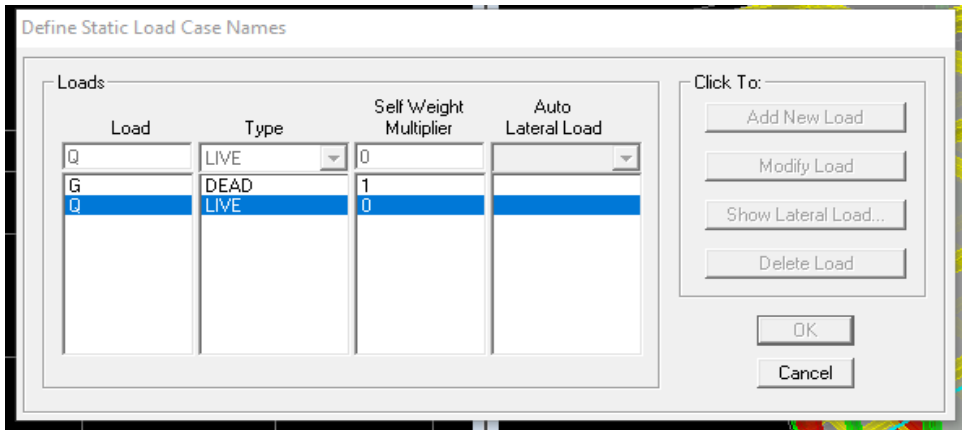 Define Static Load Case Names
Loads
Load Type Self Weight Multiplier Auto Lateral Load
Q LIVE 0
G DEAD 1
Q LIVE 0
Click To:
Add New Load
Modify Load
Show Lateral Load...
Delete Load
OK
Cancel